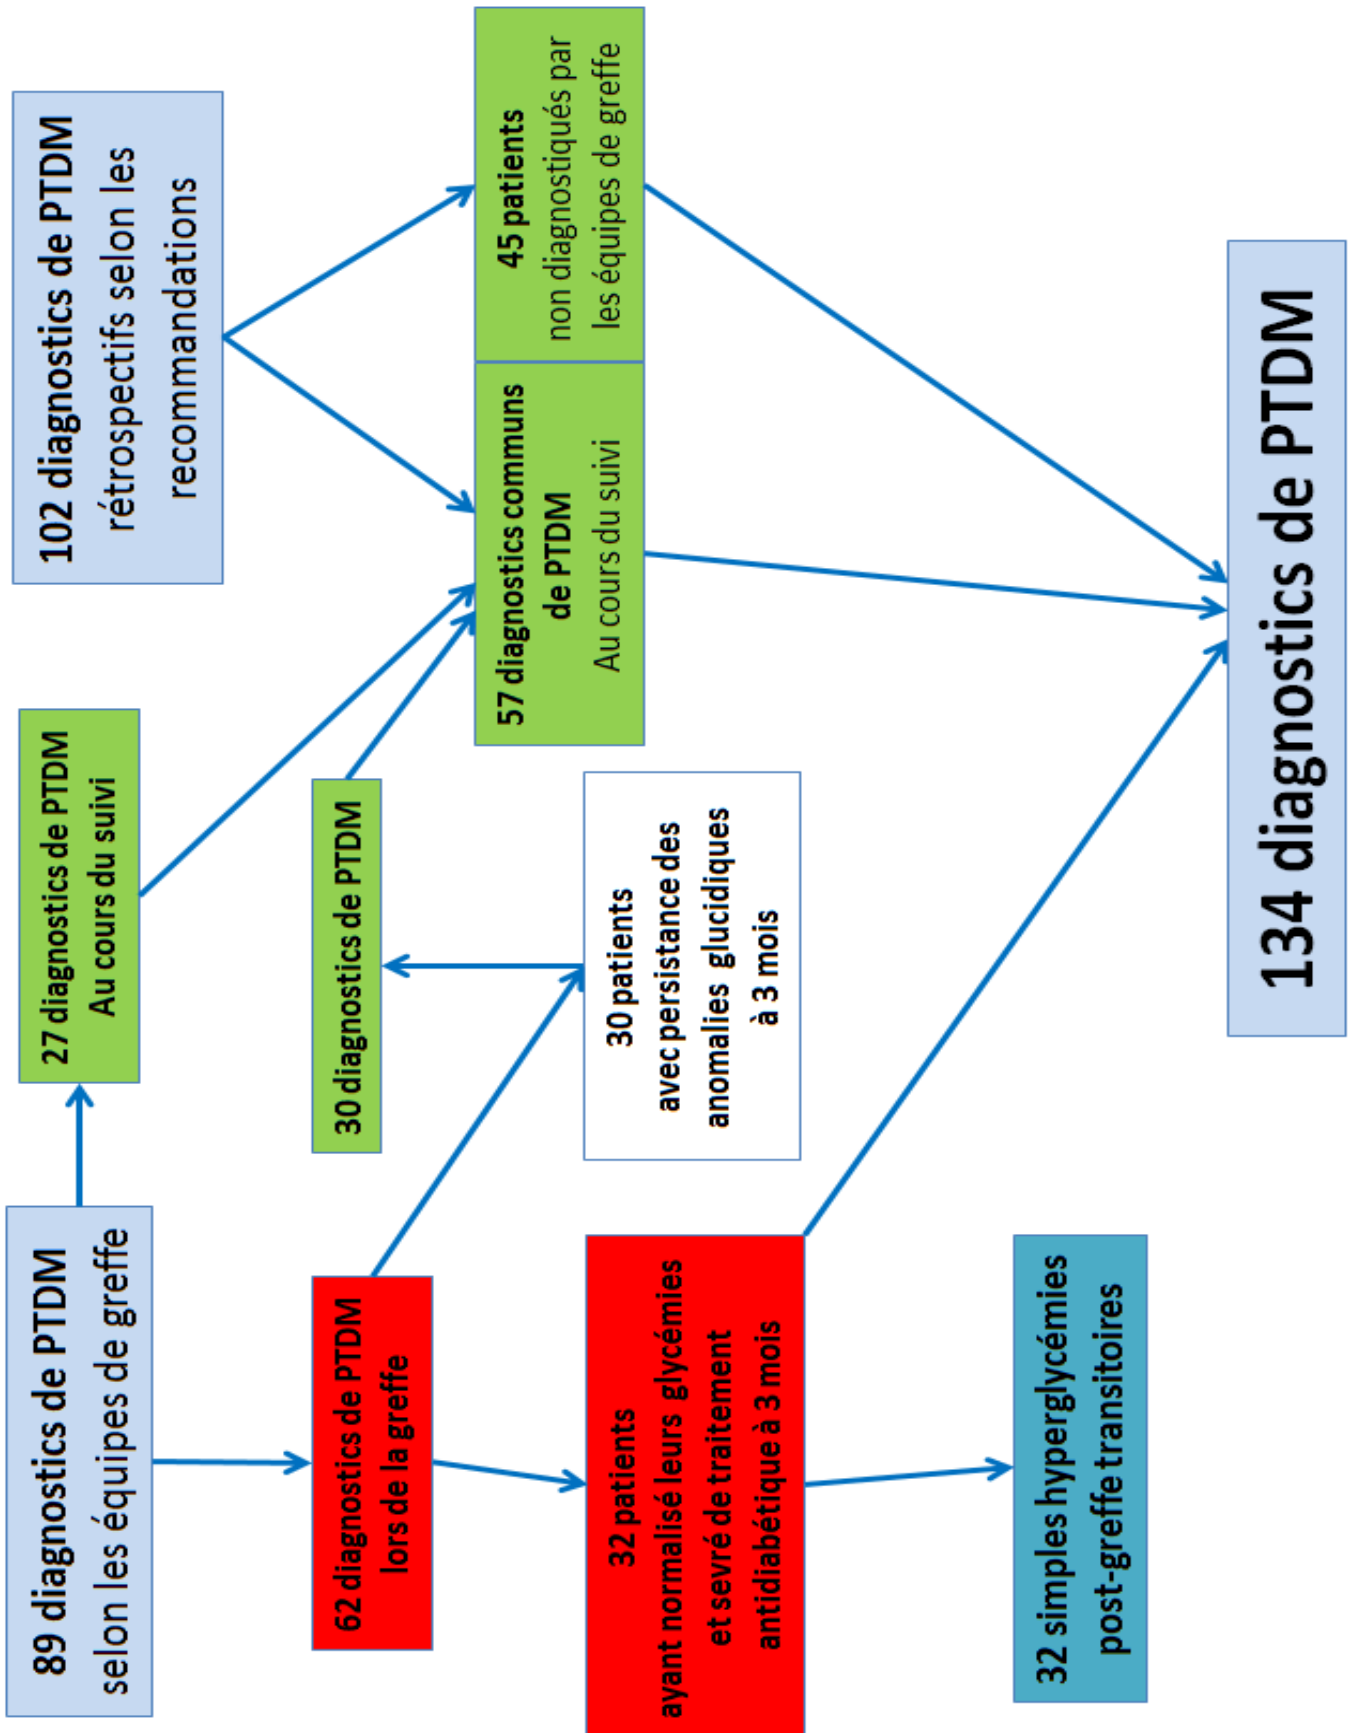 89 diagnostics de PTDM
selon les équipes de greffe
27 diagnostics de PTDM
Au cours du suivi
102 diagnostics de PTDM
rétrospectifs selon les
recommandations
62 diagnostics de PTDM
lors de la greffe
30 diagnostics de PTDM
57 diagnostics communs
de PTDM
Au cours du suivi
45 patients
non diagnostiqués par
les équipes de greffe
32 patients
ayant normalisé leurs glycémies
et sevré de traitement
antidiabétique à 3 mois
30 patients
avec persistance des
anomalies glucidiques
à 3 mois
32 simples hyperglycémies
post-greffe transitoires
134 diagnostics de PTDM